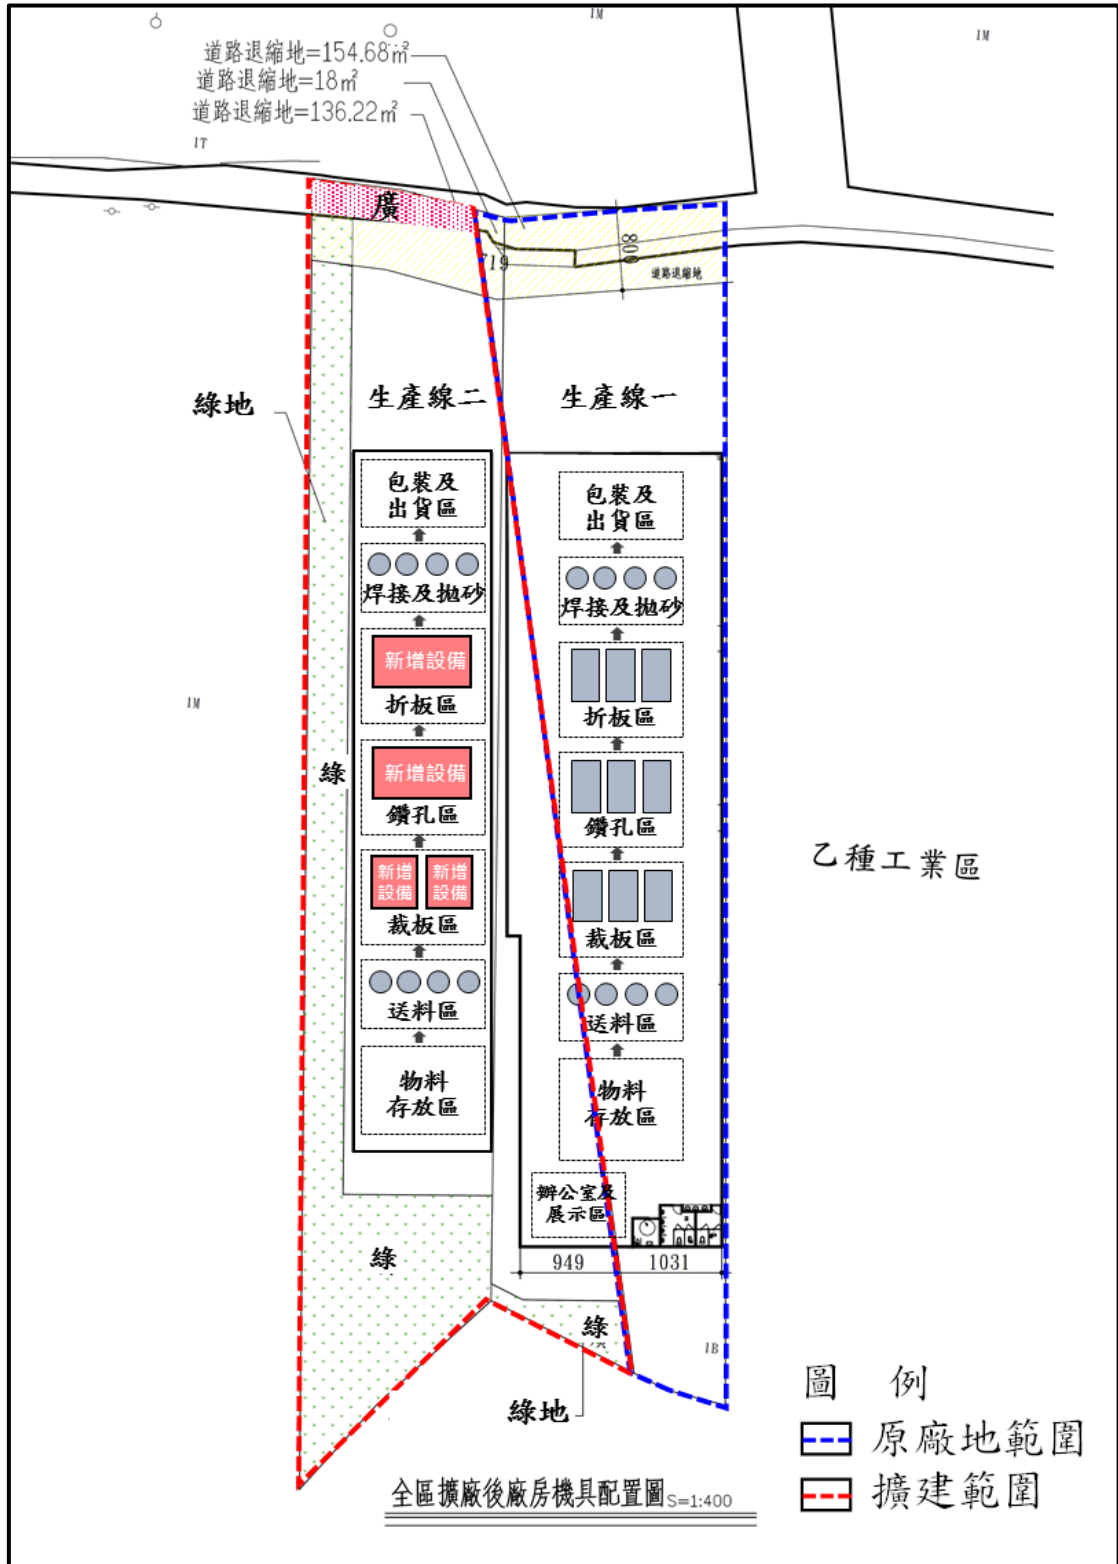 1M
1M
道路退縮地=154.68㎡
道路退縮地=18㎡
道路退縮地=136.22㎡
1T
廣
719
800
道路退縮地
綠地
生產線二
生產線一
包裝及
出貨區
焊接及拋砂
新增設備
折板區
新增設備
鑽孔區
新增
設備
新增
設備
裁板區
送料區
物料
存放區
包裝及
出貨區
焊接及拋砂
折板區
鑽孔區
裁板區
送料區
物料
存放區
辦公室及
展示區
949
1031
1M
綠
乙種工業區
綠
綠
1B
綠地
圖 例
原廠地範圍
擴建範圍
全區擴廠後廠房機具配置圖 S=1:400